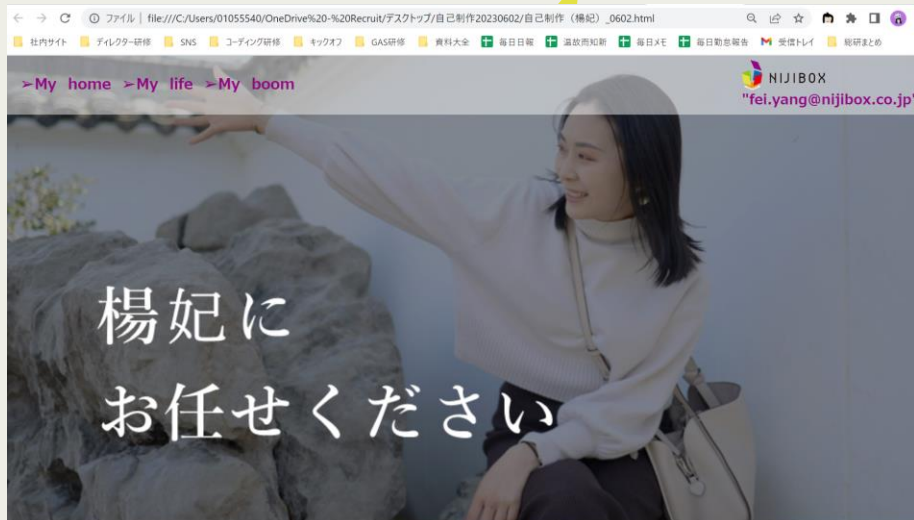 ファイル | file:///C:/Users/01055540/OneDrive%20-%20Recruit/デスクトップ/自己制作20230602/自己制作（楊妃）_0602.html
社内サイト ディレクター研修 SNS コーディング研修 キックオフ GAS研修 資料大全 毎日日報 温故而知新 毎日メモ 毎日勤怠報告 受信トレイ 総研まとめ
➢My home ➢My life ➢My boom
NIJIBOX
"fei.yang@nijibox.co.jp"
楊妃に
お任せください